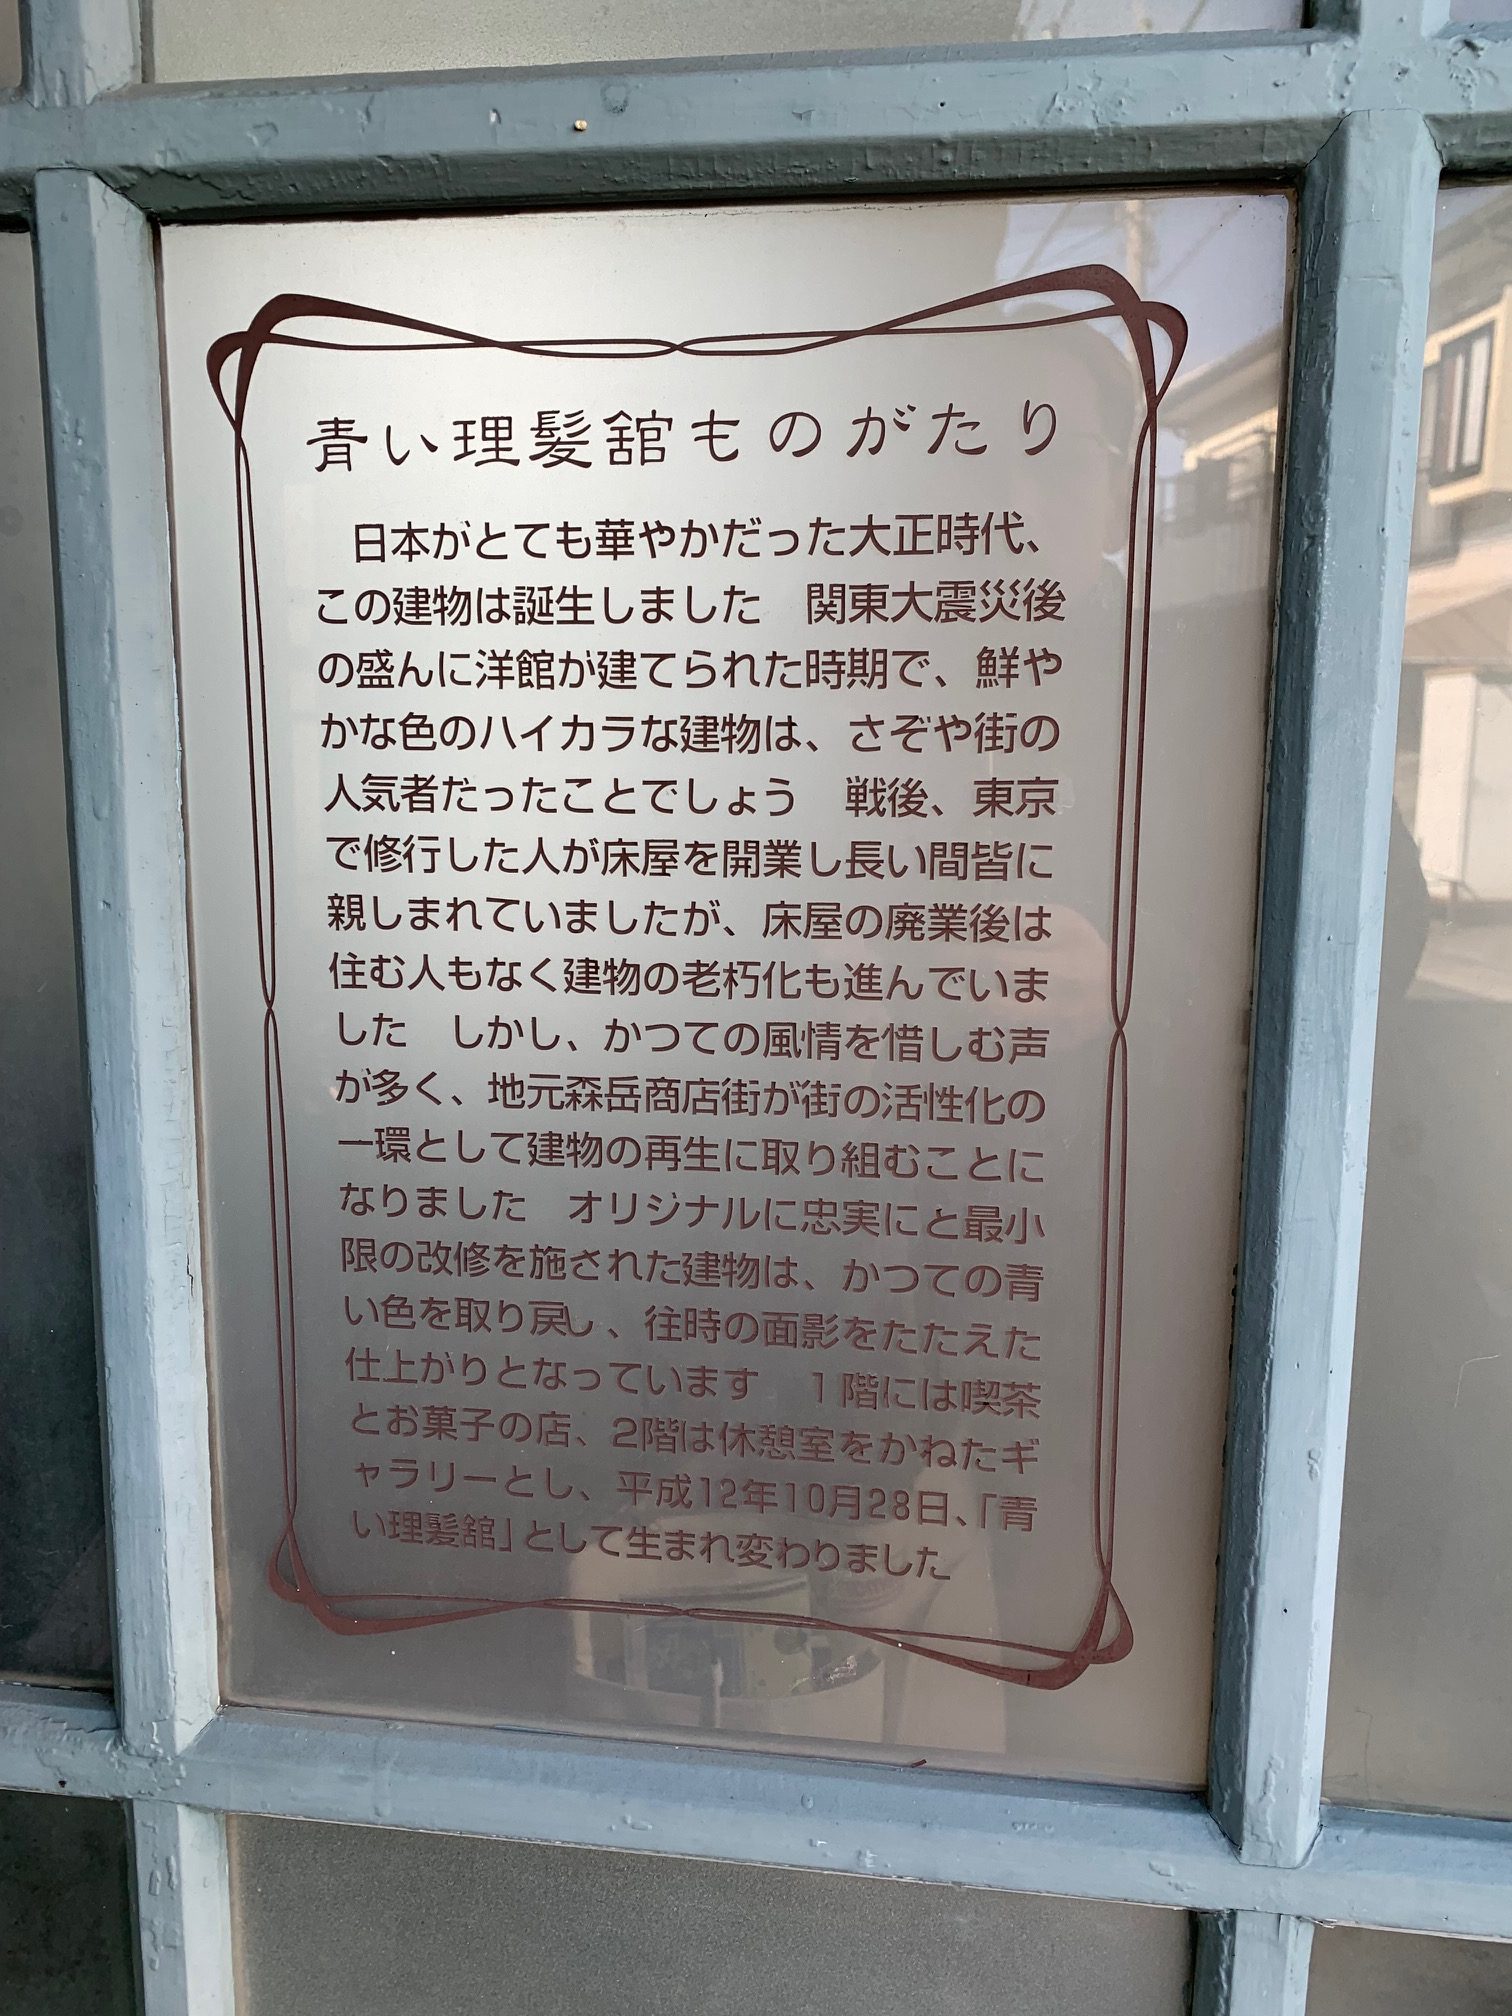 青い理髪舘ものがたり
日本がとても華やかだった大正時代、
この建物は誕生しました　関東大震災後
の盛んに洋館が建てられた時期で、鮮や
かな色のハイカラな建物は、さぞや街の
人気者だったことでしょう　戦後、東京
で修行した人が床屋を開業し長い間皆に
親しまれていましたが、床屋の廃業後は
住む人もなく建物の老朽化も進んでいま
した　しかし、かつての風情を惜しむ声
が多く、地元森岳商店街が街の活性化の
一環として建物の再生に取り組むことに
なりました　オリジナルに忠実にと最小
限の改修を施された建物は、かつての青
い色を取り戻し、往時の面影をたたえた
仕上がりとなっています　1階には喫茶
とお菓子の店、2階は休憩室をかねたギ
ャラリーとし、平成12年10月28日、「青
い理髪舘」として生まれ変わりました